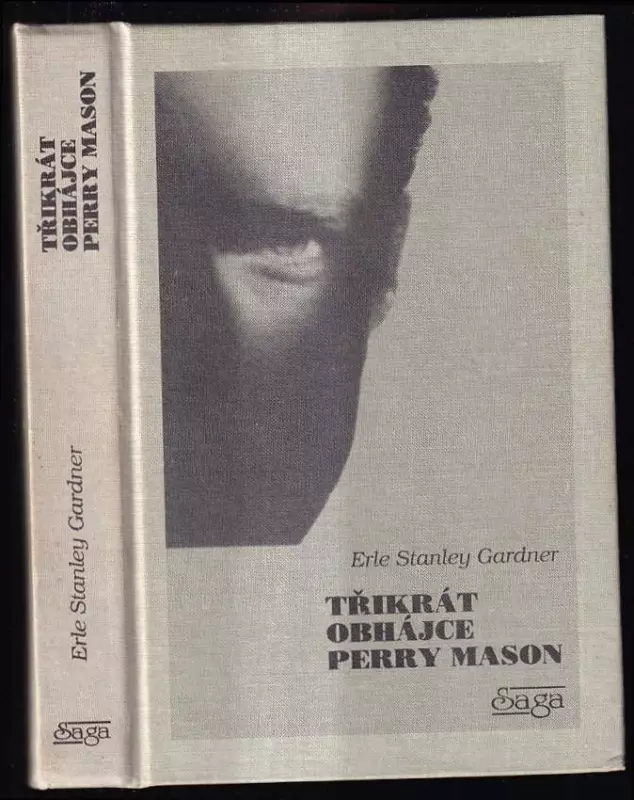 TŘIKRÁT
OBHÁJCE
PERRY MASON
Erle Stanley Gardner
Saga
Erle Stanley Gardner
TŘIKRÁT
OBHÁJCE
PERRY MASON
Saga